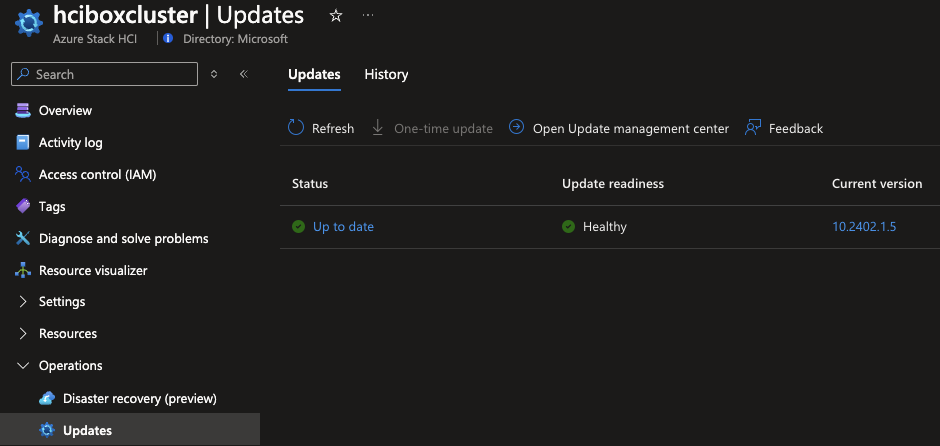 hciboxcluster | Updates
Azure Stack HCI
Directory: Microsoft
Search
Overview
Activity log
Access control (IAM)
Tags
Diagnose and solve problems
Resource visualizer
Settings
Resources
Operations
Disaster recovery (preview)
Updates
Updates History
Refresh One-time update Open Update management center Feedback
Status Update readiness Current version
Up to date Healthy 10.2402.1.5